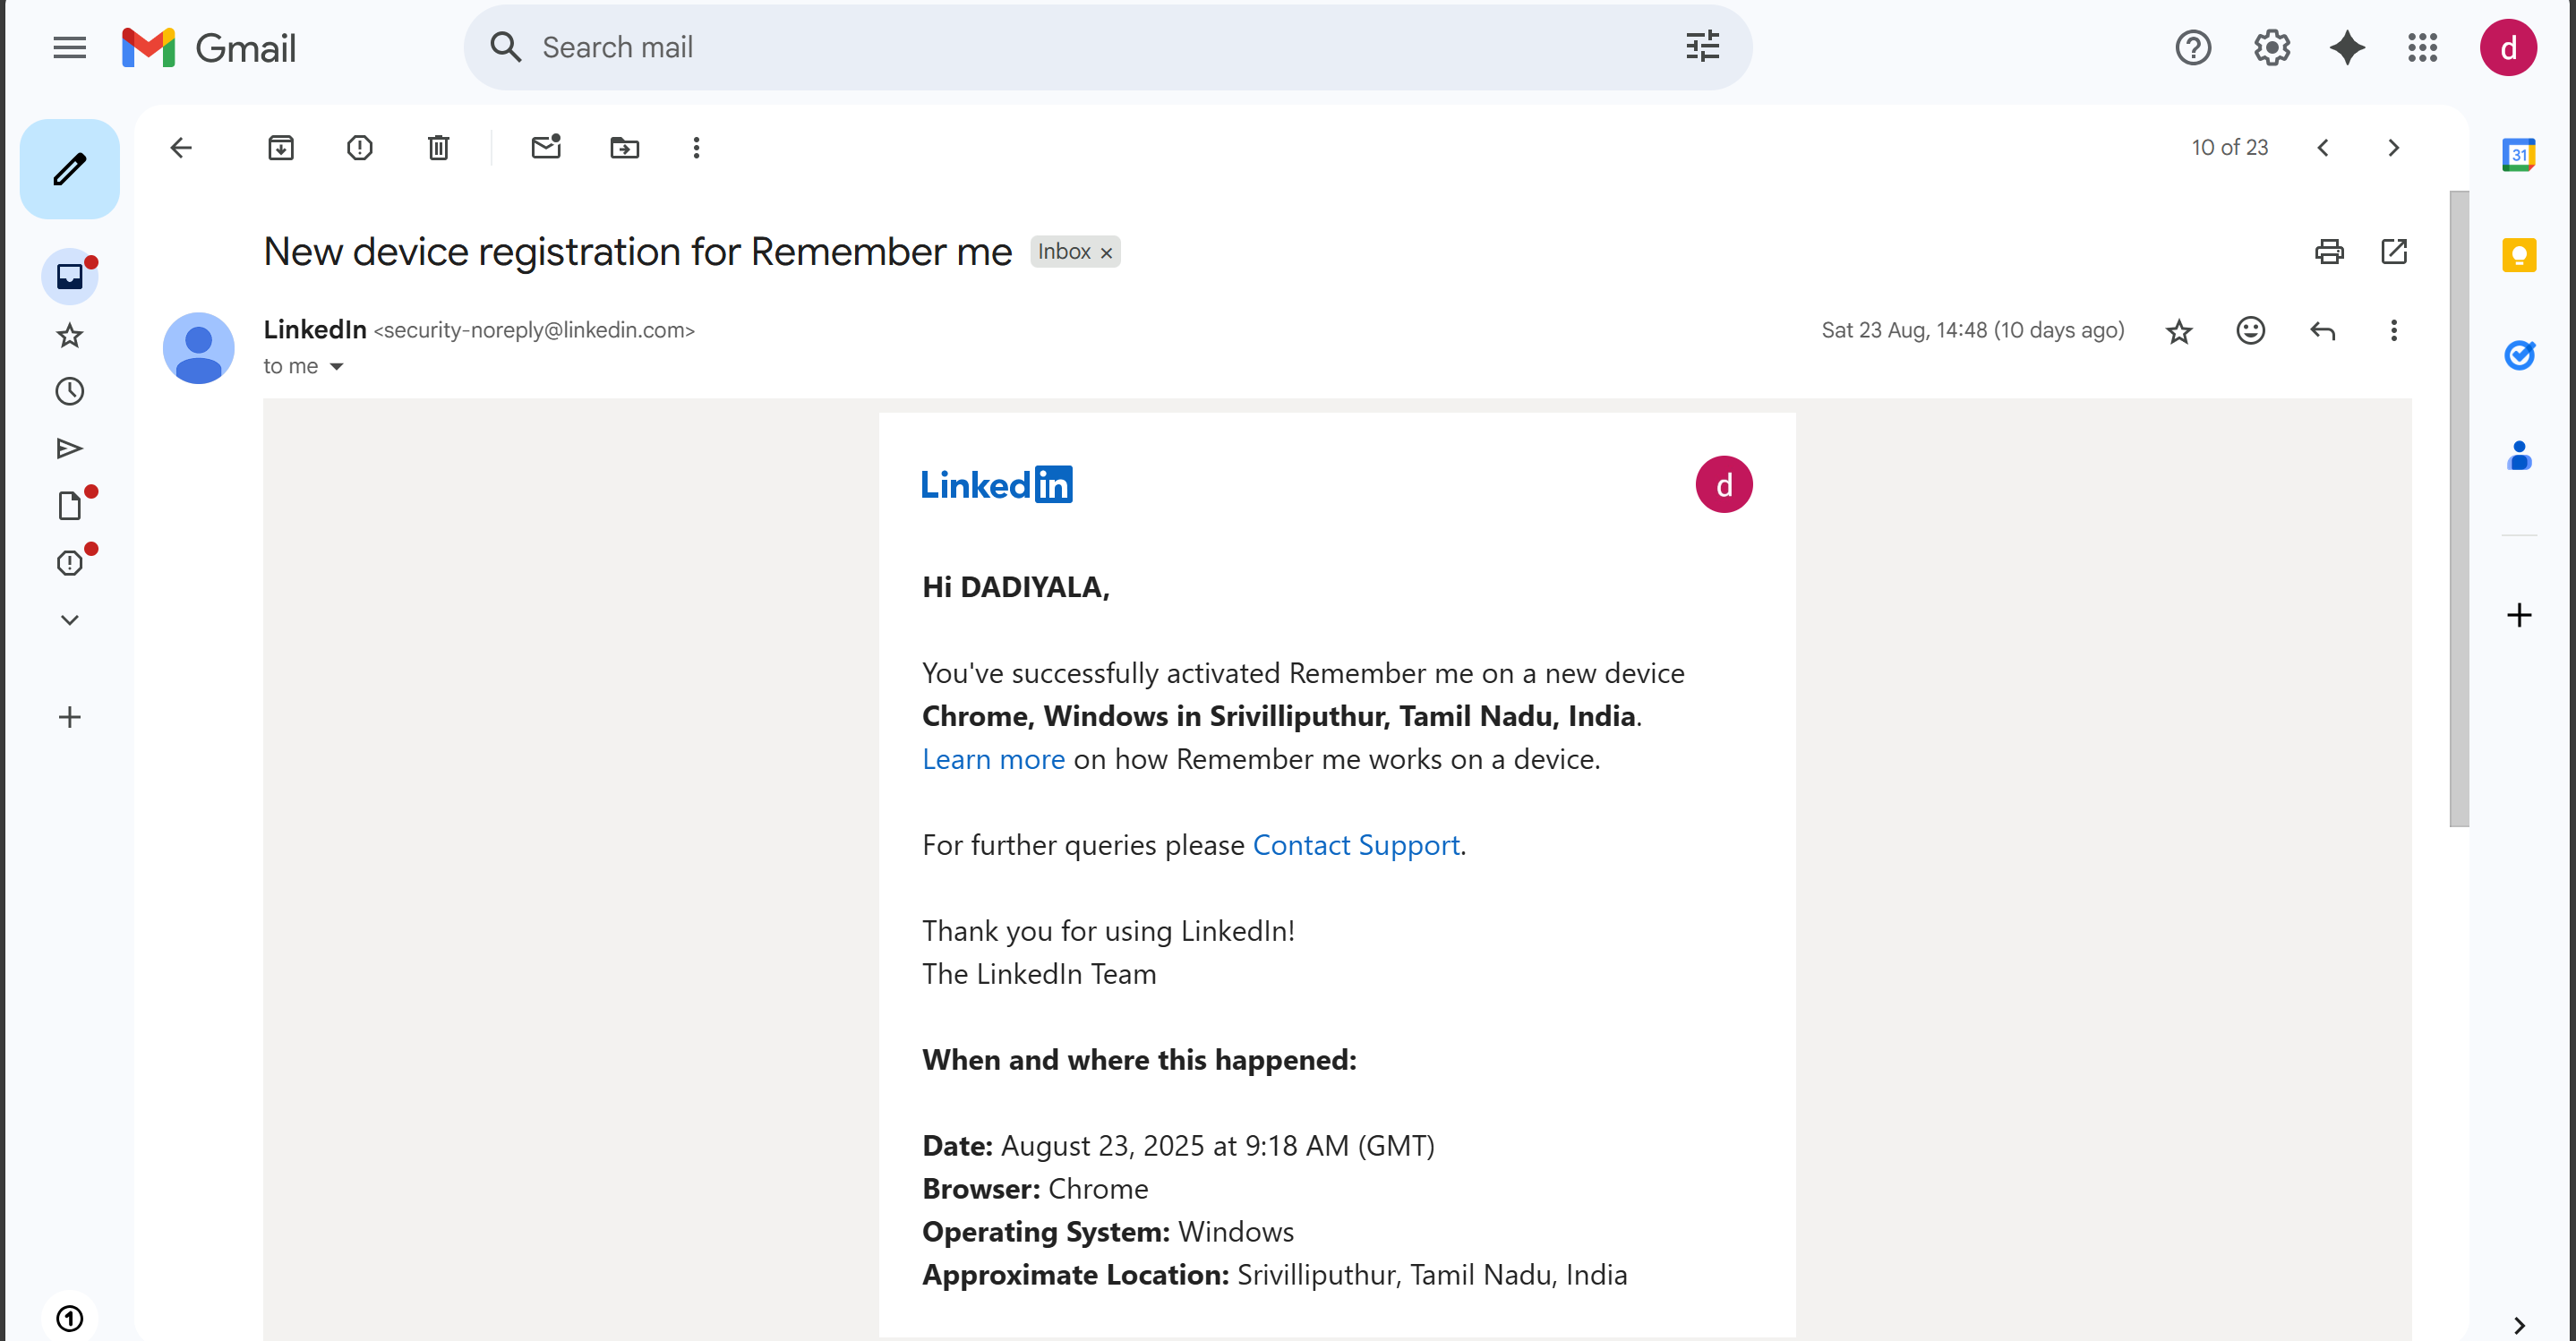 Gmail
Search mail
d
10 of 23
31
New device registration for Remember me Inbox ×
LinkedIn <security-noreply@linkedin.com>
Sat 23 Aug, 14:48 (10 days ago)
to me
Linked in
d
Hi DADIYALA,
You've successfully activated Remember me on a new device
Chrome, Windows in Srivilliputhur, Tamil Nadu, India.
Learn more on how Remember me works on a device.
For further queries please Contact Support.
Thank you for using LinkedIn!
The LinkedIn Team
When and where this happened:
Date: August 23, 2025 at 9:18 AM (GMT)
Browser: Chrome
Operating System: Windows
Approximate Location: Srivilliputhur, Tamil Nadu, India
1